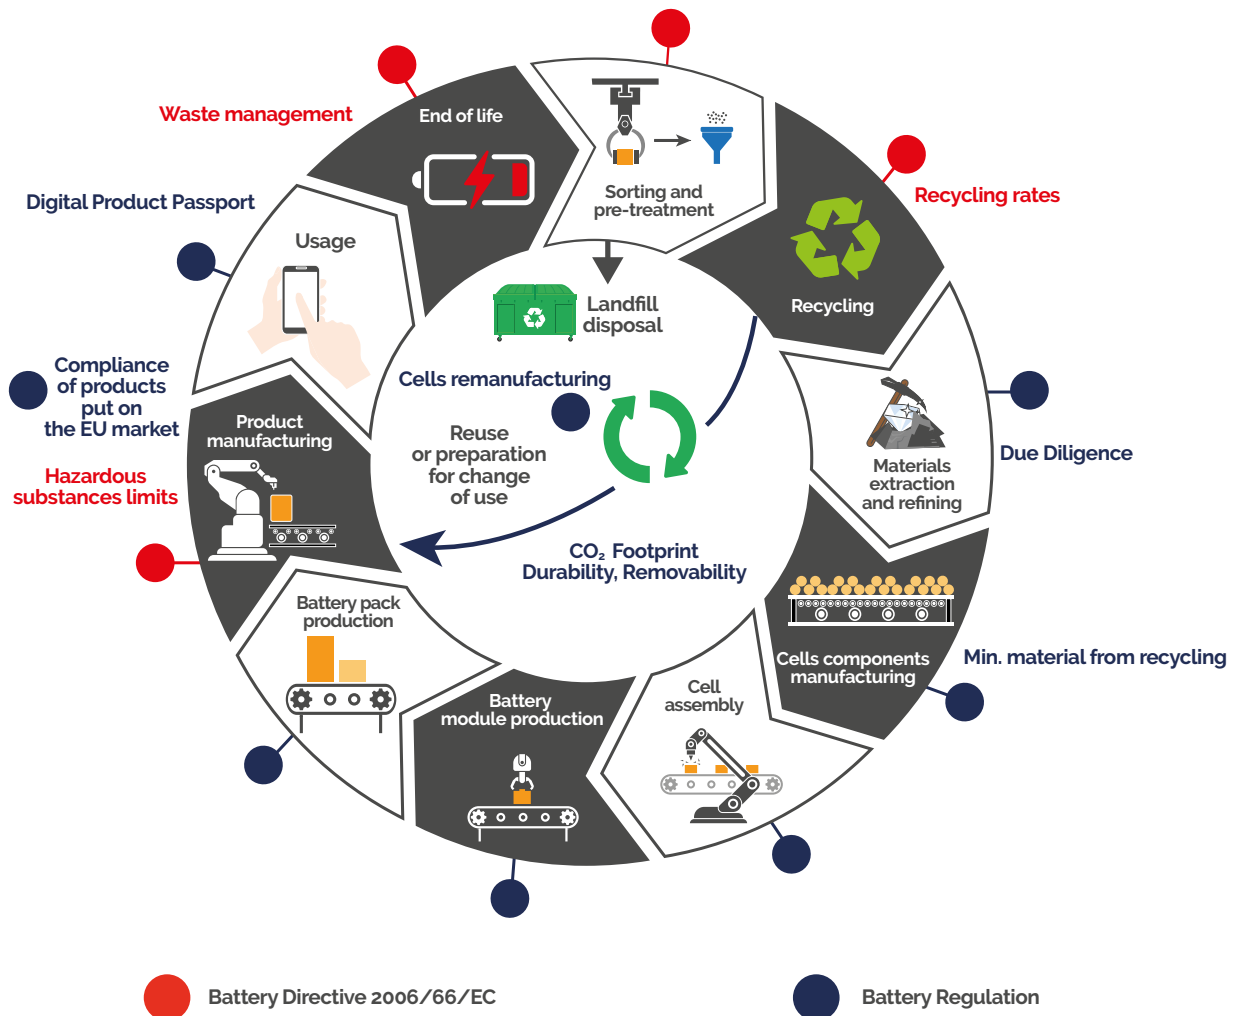 Waste management
End of life
Sorting and
pre-treatment
Recycling rates
Digital Product Passport
Usage
Recycling
Landfill
disposal
Compliance
of products
put on
the EU market
Cells remanufacturing
Product
manufacturing
Reuse
or preparation
for change
of use
Due Diligence
Materials
extraction
and refining
Hazardous
substances limits
CO₂ Footprint
Durability, Removability
Battery pack
production
Cells components
manufacturing
Min. material from recycling
Cell
assembly
Battery
module production
Battery Directive 2006/66/EC
Battery Regulation